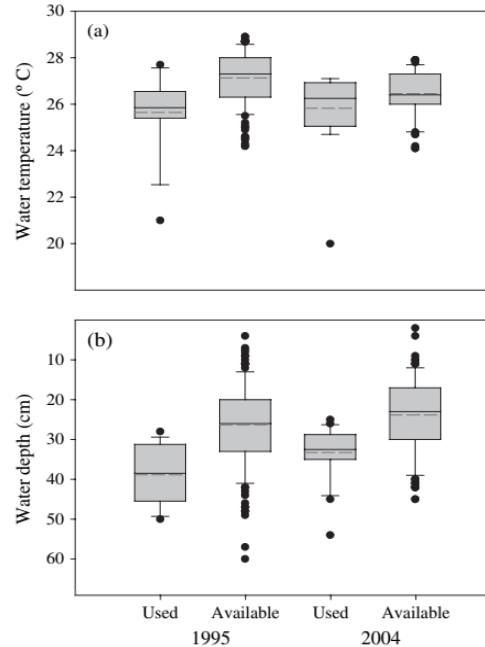 (a)
Water temperature (º C)
30
28
26
24
22
20
(b)
Water depth (cm)
10
20
30
40
50
60
Used Available Used Available
1995 2004